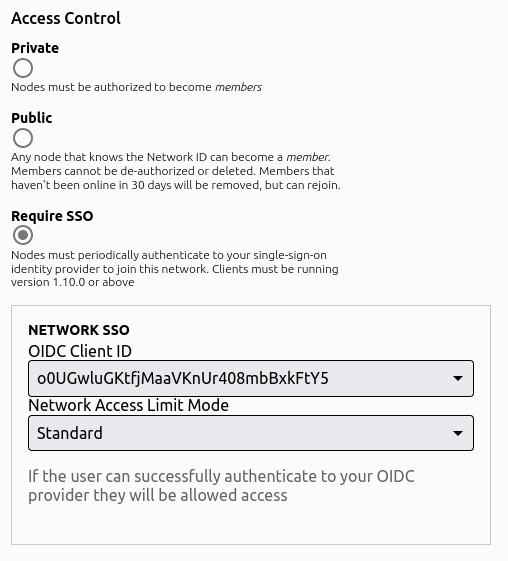 Access Control
Private
Nodes must be authorized to become members
Public
Any node that knows the Network ID can become a member.
Members cannot be de-authorized or deleted. Members that
haven't been online in 30 days will be removed, but can rejoin.
Require SSO
Nodes must periodically authenticate to your single-sign-on
identity provider to join this network. Clients must be running
version 1.10.0 or above
NETWORK SSO
OIDC Client ID
o0UGwluGKtfjMaaVKnUr408mbBxkFtY5
Network Access Limit Mode
Standard
If the user can successfully authenticate to your OIDC
provider they will be allowed access